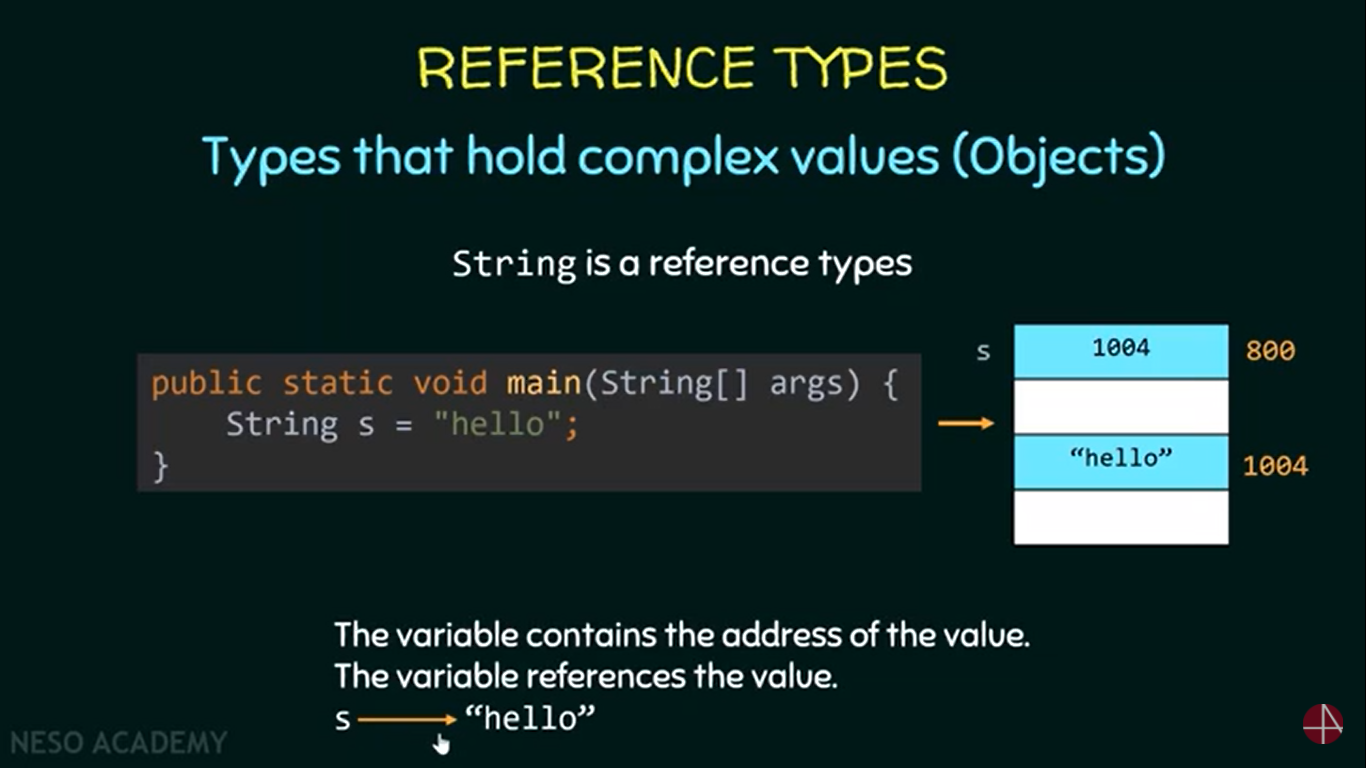 REFERENCE TYPES
Types that hold complex values (Objects)
String is a reference types
public static void main(String[] args) {
    String s = "hello";
}
s 1004 800
“hello” 1004
The variable contains the address of the value.
The variable references the value.
s “hello”
NESO ACADEMY